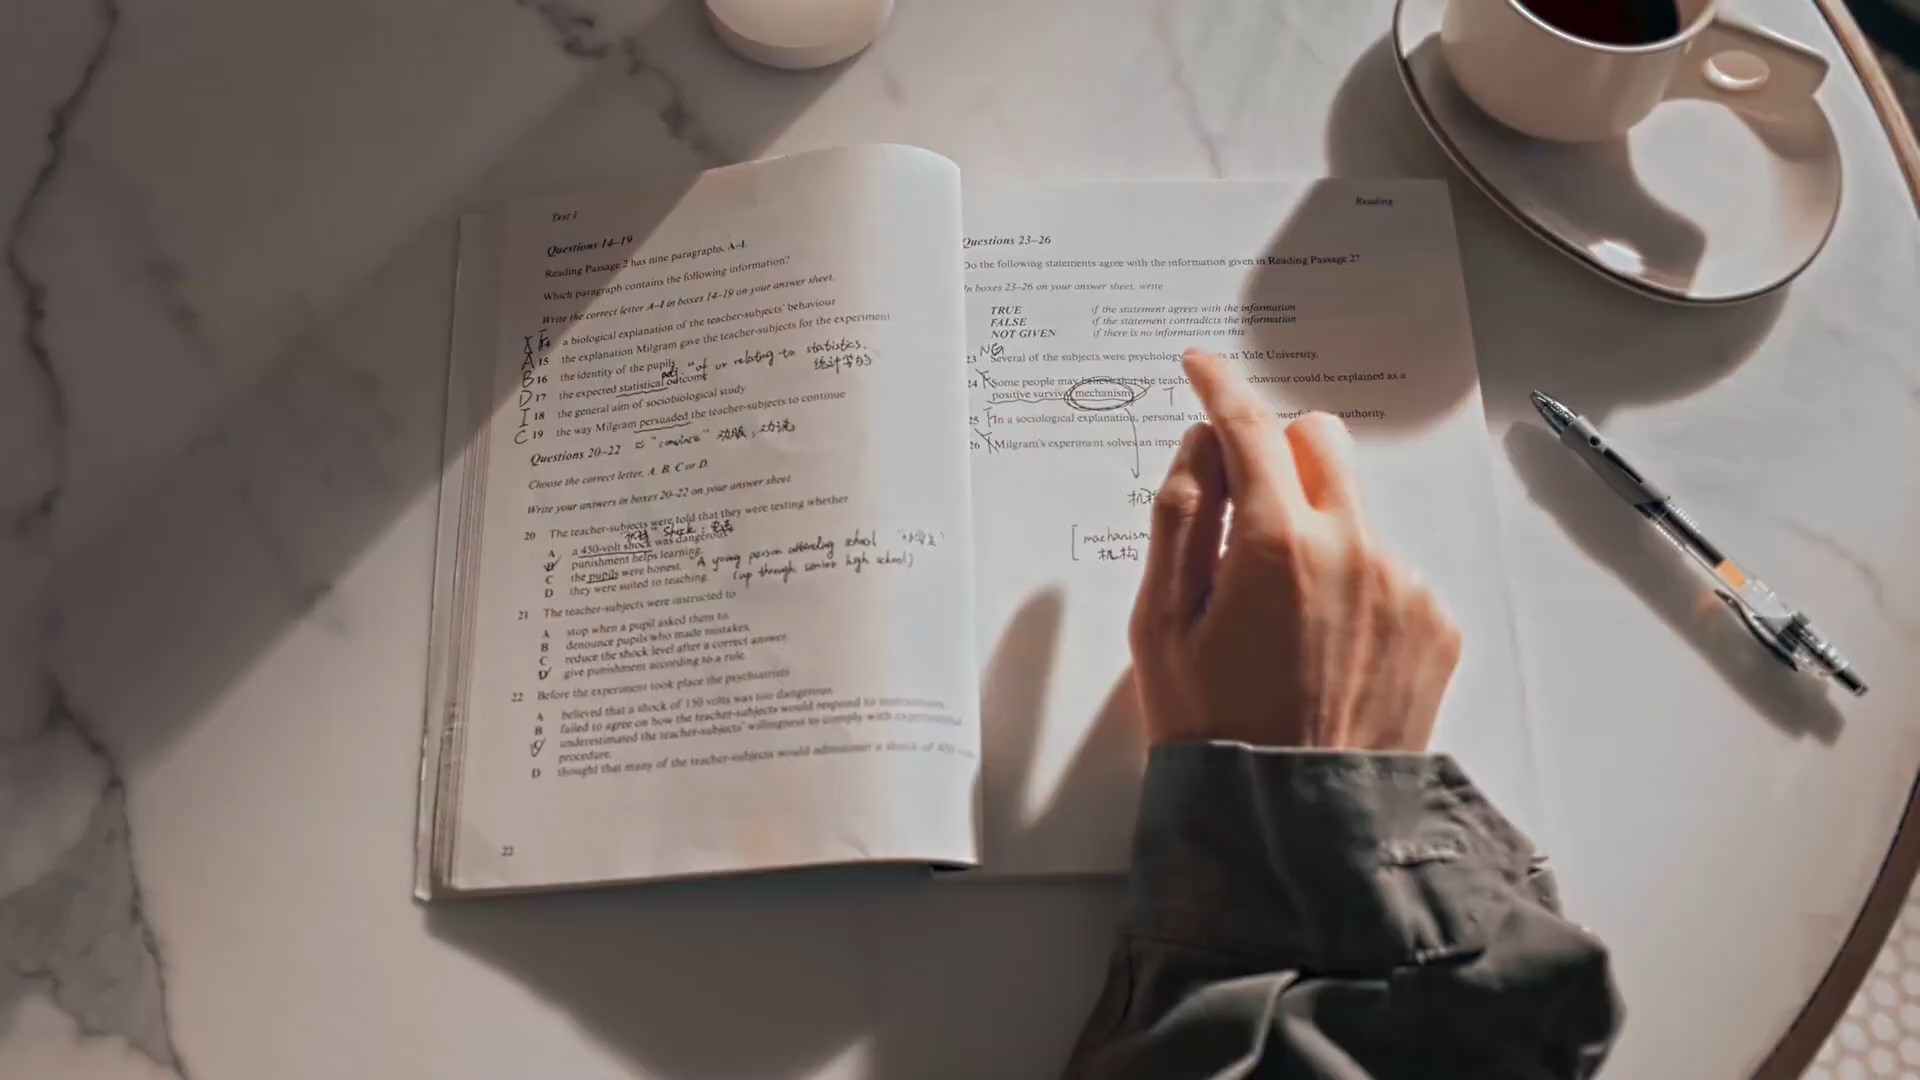 Test 1
Questions 14–19
Reading Passage 2 has nine paragraphs, A–I.
Which paragraph contains the following information?
Write the correct letter A–I in boxes 14–19 on your answer sheet.
14 a biological explanation of the teacher-subjects' behaviour
A 15 the explanation Milgram gave the teacher-subjects for the experiment
B 16 the identity of the pupils
adj. "of or relating to statistics.
D 17 the expected statistical outcome
统计学的
I 18 the general aim of sociobiological study
C 19 the way Milgram persuaded the teacher-subjects to continue
≈ "convince" 劝服，劝说
Questions 20–22
Choose the correct letter, A, B, C or D.
Write your answers in boxes 20–22 on your answer sheet.
20 The teacher-subjects were told that they were testing whether
"Shock":电击
A a 450-volt shock was dangerous.
B punishment helps learning.
"A young person attending school
C the pupils were honest.
(up through senior high school)
D they were suited to teaching.
21 The teacher-subjects were instructed to
A stop when a pupil asked them to.
B denounce pupils who made mistakes.
C reduce the shock level after a correct answer.
D give punishment according to a rule.
22 Before the experiment took place the psychiatrists
A believed that a shock of 150 volts was too dangerous.
B failed to agree on how the teacher-subjects would respond to
C underestimated the teacher-subjects' willingness to comply with experimental
procedure.
D thought that many of the teacher-subjects would administer a shock of 450
22
Reading
Questions 23–26
Do the following statements agree with the information given in Reading Passage 2?
In boxes 23–26 on your answer sheet, write
TRUE if the statement agrees with the information
FALSE if the statement contradicts the information
NOT GIVEN if there is no information on this
NG
23 Several of the subjects were psychology at Yale University.
24 Some people may believe that the behaviour could be explained as a
positive survival mechanism. T
25 F In a sociological explanation, personal authority.
26 Milgram's experiment solves an
机
[machanism
机构